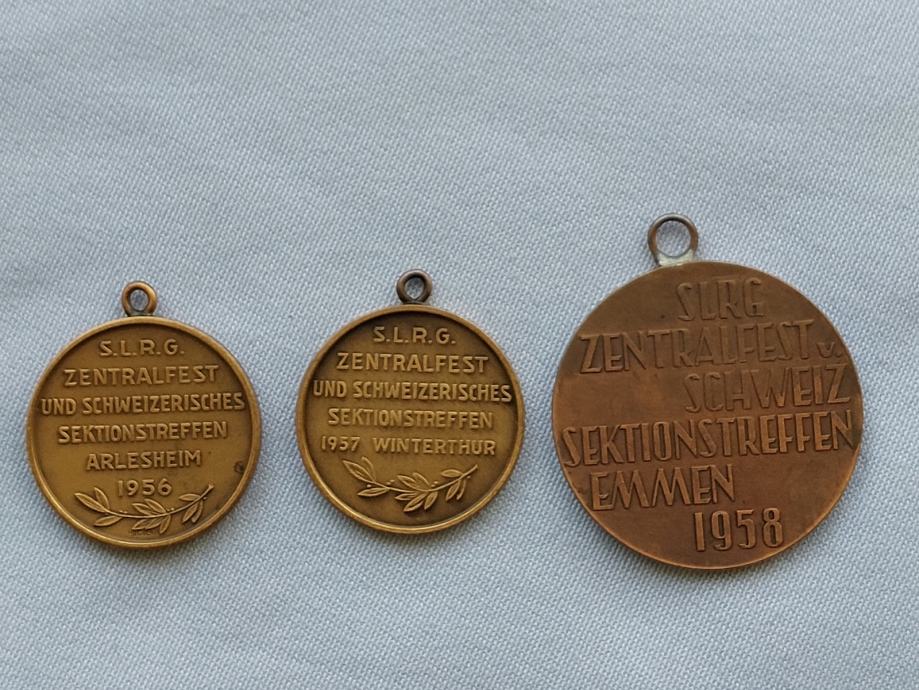 S.L.R.G.
ZENTRALFEST
UND SCHWEIZERISCHES
SEKTIONSTREFFEN
ARLESHEIM
1956
S.L.R.G.
ZENTRALFEST
UND SCHWEIZERISCHES
SEKTIONSTREFFEN
1957 WINTERTHUR
SLRG
ZENTRALFEST u.
SCHWEIZ
SEKTIONSTREFFEN
EMMEN
1958